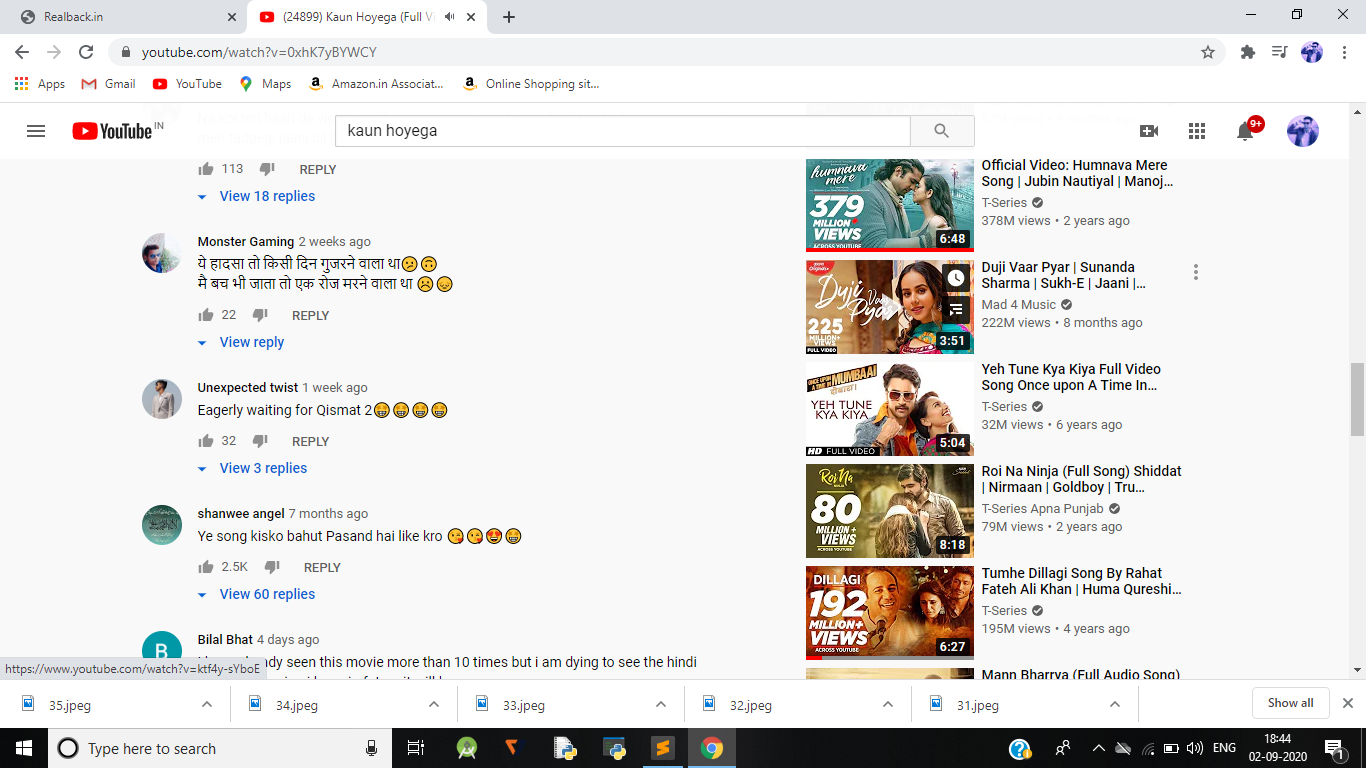 Realback.in
(24899) Kaun Hoyega (Full Vi
youtube.com/watch?v=0xhK7yBYWCY
Apps
Gmail
YouTube
Maps
Amazon.in Associat...
Online Shopping sit...
YouTube IN
kaun hoyega
9+
113
REPLY
View 18 replies
Monster Gaming 2 weeks ago
ये हादसा तो किसी दिन गुजरने वाला था😕🙃
मै बच भी जाता तो एक रोज मरने वाला था ☹️😞
22
REPLY
View reply
Unexpected twist 1 week ago
Eagerly waiting for Qismat 2🤩🤩🤩🤩
32
REPLY
View 3 replies
shanwee angel 7 months ago
Ye song kisko bahut Pasand hai like kro 😘😘😍😁
2.5K
REPLY
View 60 replies
B
Bilal Bhat 4 days ago
seen this movie more than 10 times but i am dying to see the hindi
https://www.youtube.com/watch?v=ktf4y-sYboE
humnava mere
379
MILLION+
VIEWS
ACROSS YOUTUBE
6:48
Official Video: Humnava Mere
Song | Jubin Nautiyal | Manoj...
T-Series
378M views • 2 years ago
Duji Vaar Pyar
225
MILLION+
VIEWS
FULL VIDEO
3:51
Duji Vaar Pyar | Sunanda
Sharma | Sukh-E | Jaani |...
Mad 4 Music
222M views • 8 months ago
ONCE UPON A TIME IN MUMBAAI
YEH TUNE
KYA KIYA
HD FULL VIDEO
5:04
Yeh Tune Kya Kiya Full Video
Song Once upon A Time In...
T-Series
32M views • 6 years ago
Roi Na
NINJA
80
MILLION+
VIEWS
ACROSS YOUTUBE
8:18
Roi Na Ninja (Full Song) Shiddat
| Nirmaan | Goldboy | Tru...
T-Series Apna Punjab
79M views • 2 years ago
DILLAGI
192
MILLION+
VIEWS
ACROSS YOUTUBE
6:27
Tumhe Dillagi Song By Rahat
Fateh Ali Khan | Huma Qureshi...
T-Series
195M views • 4 years ago
Mann Bharrya (Full Audio Song)
35.jpeg
34.jpeg
33.jpeg
32.jpeg
31.jpeg
Show all
Type here to search
ENG
18:44
02-09-2020
1